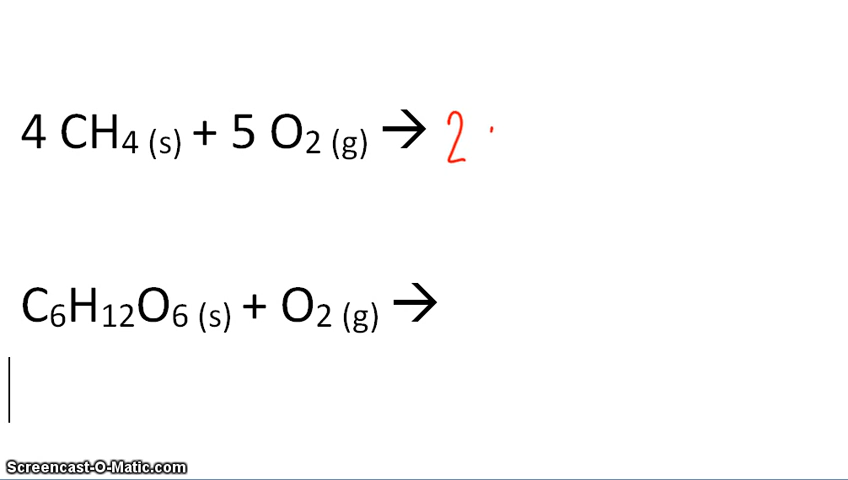 4 CH₄ (s) + 5 O₂ (g) → 2
C₆H₁₂O₆ (s) + O₂ (g) →
Screencast-O-Matic.com